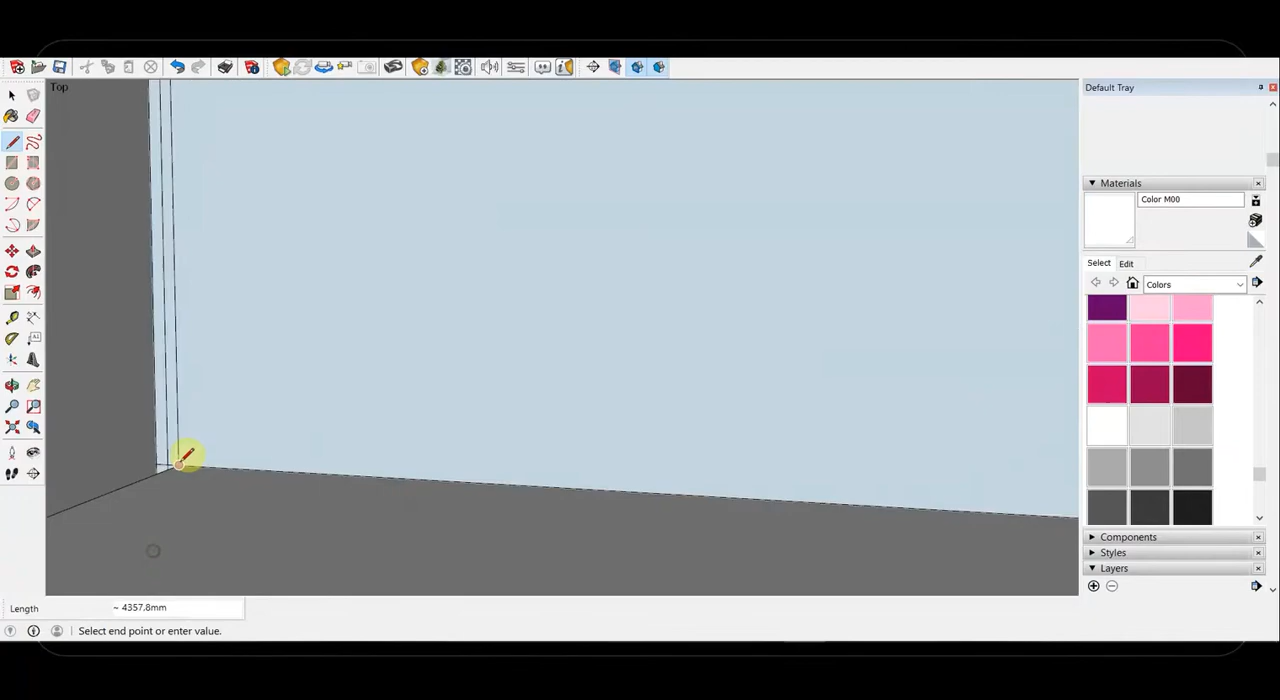 Top
Default Tray
Materials
Color M00
Select Edit
Colors
Components
Styles
Layers
Length ~ 4357.8mm
Select end point or enter value.